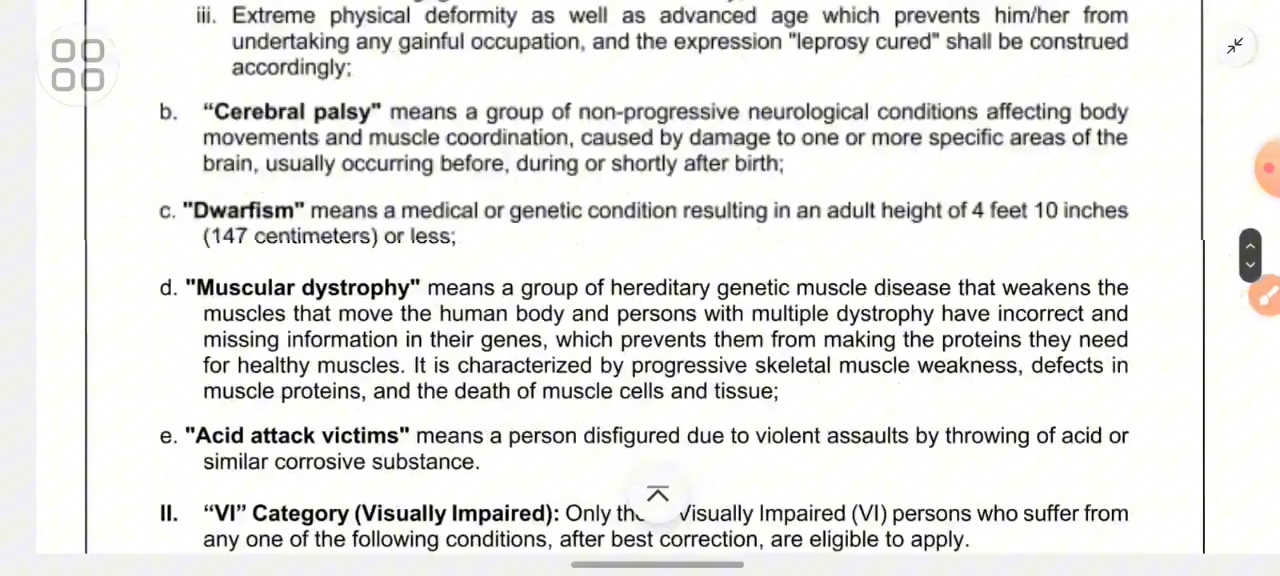 iii. Extreme physical deformity as well as advanced age which prevents him/her from
undertaking any gainful occupation, and the expression "leprosy cured" shall be construed
accordingly;
b. “Cerebral palsy” means a group of non-progressive neurological conditions affecting body
movements and muscle coordination, caused by damage to one or more specific areas of the
brain, usually occurring before, during or shortly after birth;
c. "Dwarfism" means a medical or genetic condition resulting in an adult height of 4 feet 10 inches
(147 centimeters) or less;
d. "Muscular dystrophy" means a group of hereditary genetic muscle disease that weakens the
muscles that move the human body and persons with multiple dystrophy have incorrect and
missing information in their genes, which prevents them from making the proteins they need
for healthy muscles. It is characterized by progressive skeletal muscle weakness, defects in
muscle proteins, and the death of muscle cells and tissue;
e. "Acid attack victims" means a person disfigured due to violent assaults by throwing of acid or
similar corrosive substance.
II. “VI” Category (Visually Impaired): Only Visually Impaired (VI) persons who suffer from
any one of the following conditions, after best correction, are eligible to apply.